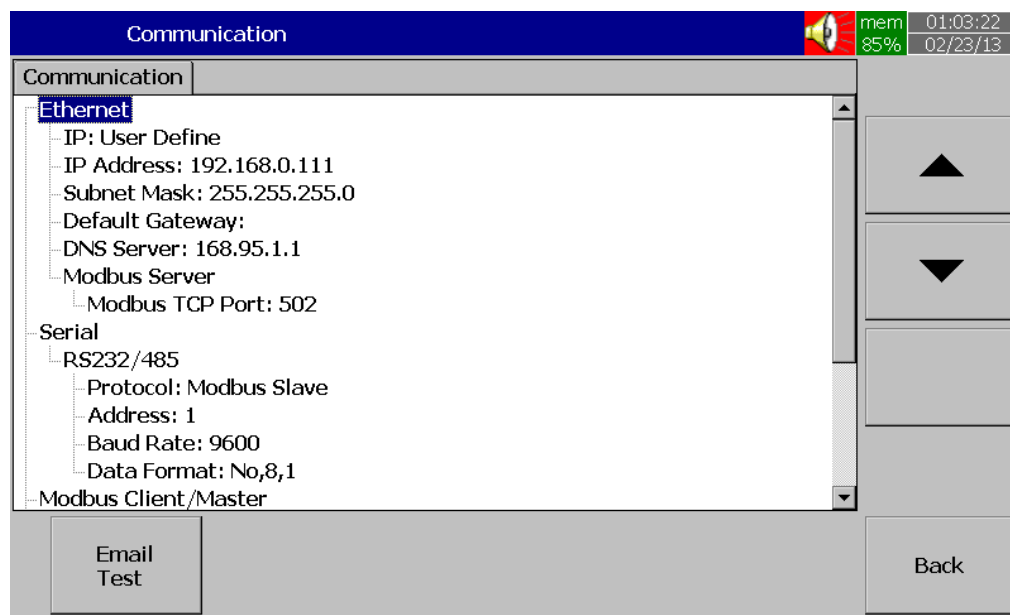 Communication
mem 01:03:22
85% 02/23/13
Communication
Ethernet
IP: User Define
IP Address: 192.168.0.111
Subnet Mask: 255.255.255.0
Default Gateway:
DNS Server: 168.95.1.1
Modbus Server
Modbus TCP Port: 502
Serial
RS232/485
Protocol: Modbus Slave
Address: 1
Baud Rate: 9600
Data Format: No,8,1
Modbus Client/Master
Email
Test
Back